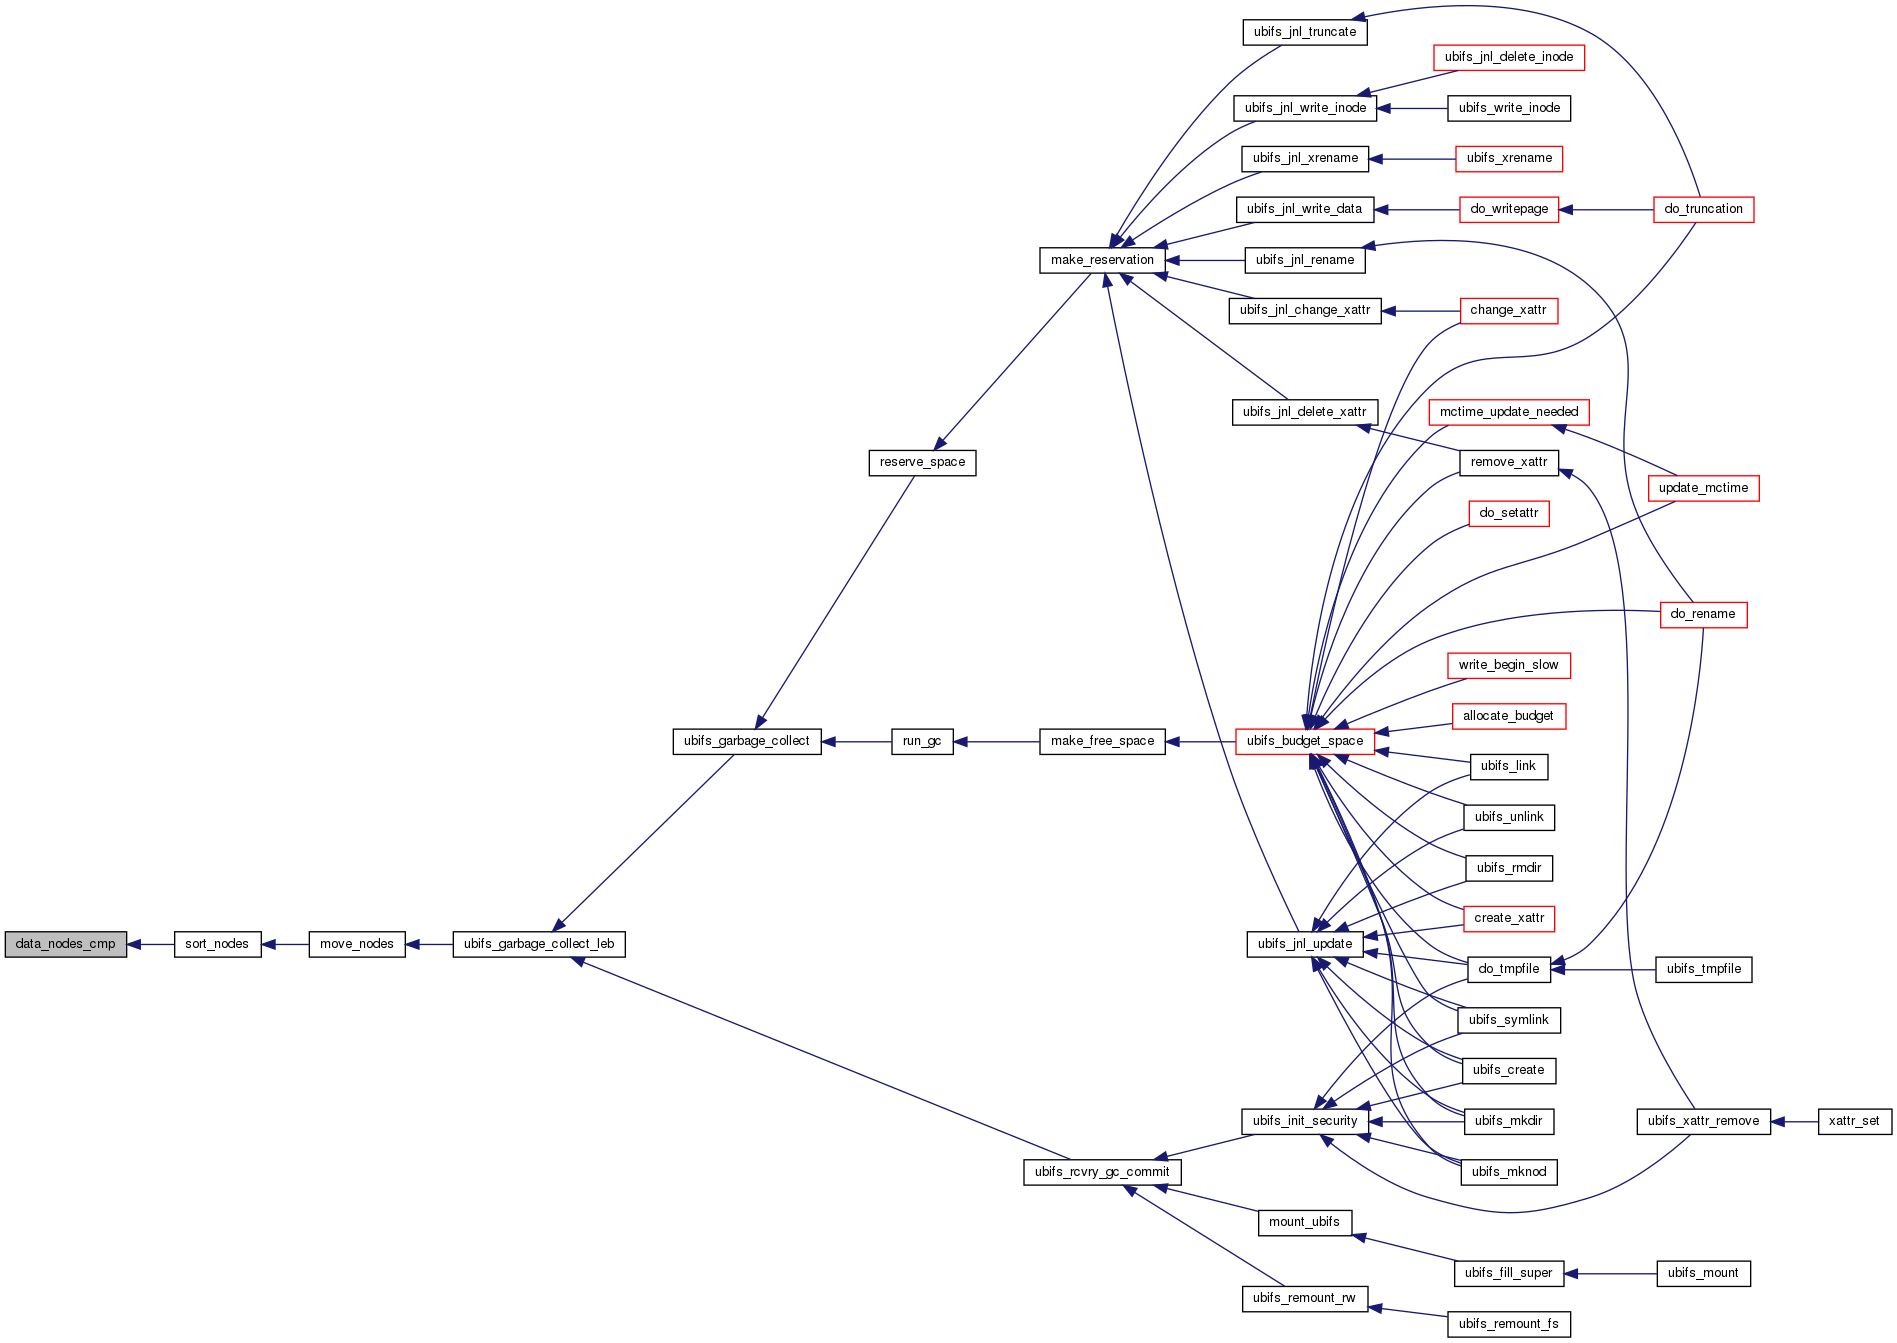 ubifs_jnl_truncate
ubifs_jnl_delete_inode
ubifs_jnl_write_inode
ubifs_write_inode
ubifs_jnl_xrename
ubifs_xrename
ubifs_jnl_write_data
do_writepage
do_truncation
make_reservation
ubifs_jnl_rename
ubifs_jnl_change_xattr
change_xattr
ubifs_jnl_delete_xattr
mctime_update_needed
reserve_space
remove_xattr
update_mctime
do_setattr
do_rename
write_begin_slow
allocate_budget
ubifs_garbage_collect
run_gc
make_free_space
ubifs_budget_space
ubifs_link
ubifs_unlink
ubifs_rmdir
create_xattr
data_nodes_cmp
sort_nodes
move_nodes
ubifs_garbage_collect_leb
ubifs_jnl_update
do_tmpfile
ubifs_tmpfile
ubifs_symlink
ubifs_create
ubifs_init_security
ubifs_mkdir
ubifs_xattr_remove
xattr_set
ubifs_rcvry_gc_commit
ubifs_mknod
mount_ubifs
ubifs_fill_super
ubifs_mount
ubifs_remount_rw
ubifs_remount_fs